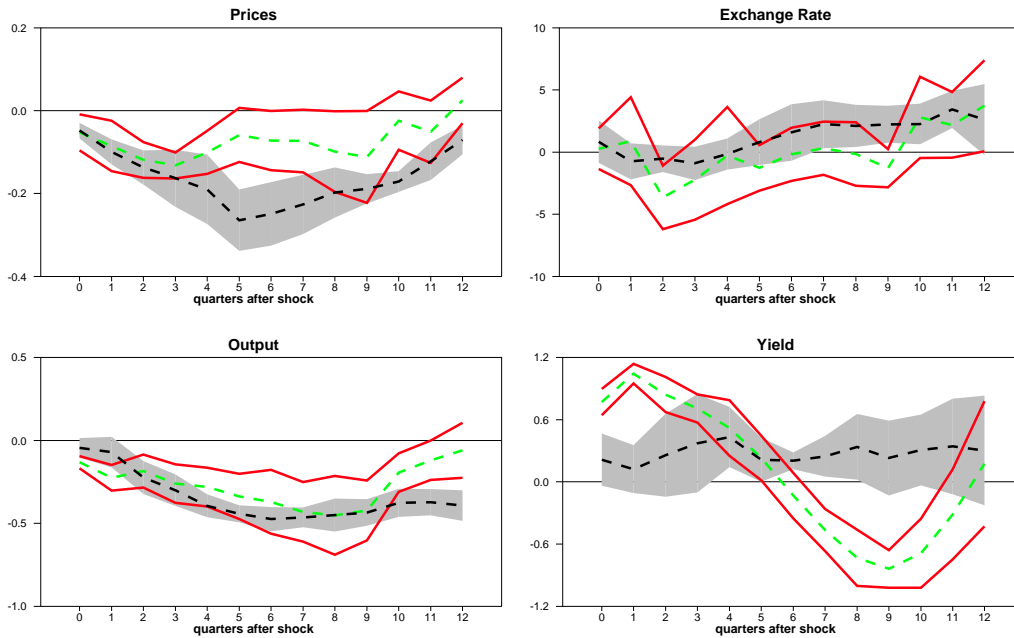 Prices
0.2
0.0
-0.2
-0.4
0 1 2 3 4 5 6 7 8 9 10 11 12
quarters after shock
Exchange Rate
10
5
0
-5
-10
0 1 2 3 4 5 6 7 8 9 10 11 12
quarters after shock
Output
0.5
-0.0
-0.5
-1.0
0 1 2 3 4 5 6 7 8 9 10 11 12
quarters after shock
Yield
1.2
0.6
0.0
-0.6
-1.2
0 1 2 3 4 5 6 7 8 9 10 11 12
quarters after shock